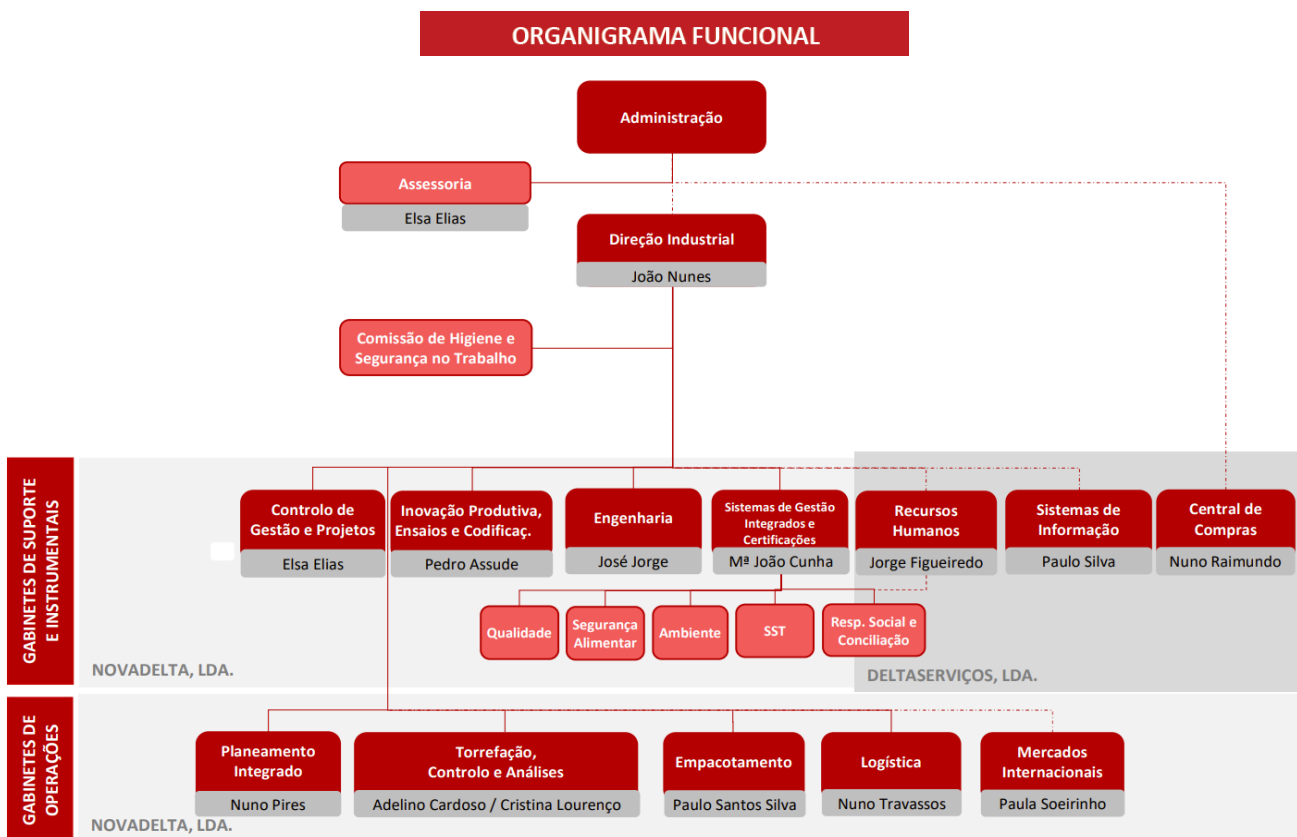 ORGANIGRAMA FUNCIONAL
Administração
Assessoria
Elsa Elias
Direção Industrial
João Nunes
Comissão de Higiene e
Segurança no Trabalho
GABINETES DE SUPORTE
E INSTRUMENTAIS
Controlo de
Gestão e Projetos
Elsa Elias
Inovação Produtiva,
Ensaios e Codificaç.
Pedro Assude
Engenharia
José Jorge
Sistemas de Gestão
Integrados e
Certificações
Mª João Cunha
Recursos
Humanos
Jorge Figueiredo
Sistemas de
Informação
Paulo Silva
Central de
Compras
Nuno Raimundo
Qualidade
Segurança
Alimentar
Ambiente
SST
Resp. Social e
Conciliação
NOVADELTA, LDA.
DELTASERVIÇOS, LDA.
GABINETES DE
OPERAÇÕES
Planeamento
Integrado
Nuno Pires
Torrefação,
Controlo e Análises
Adelino Cardoso / Cristina Lourenço
Empacotamento
Paulo Santos Silva
Logística
Nuno Travassos
Mercados
Internacionais
Paula Soeirinho
NOVADELTA, LDA.